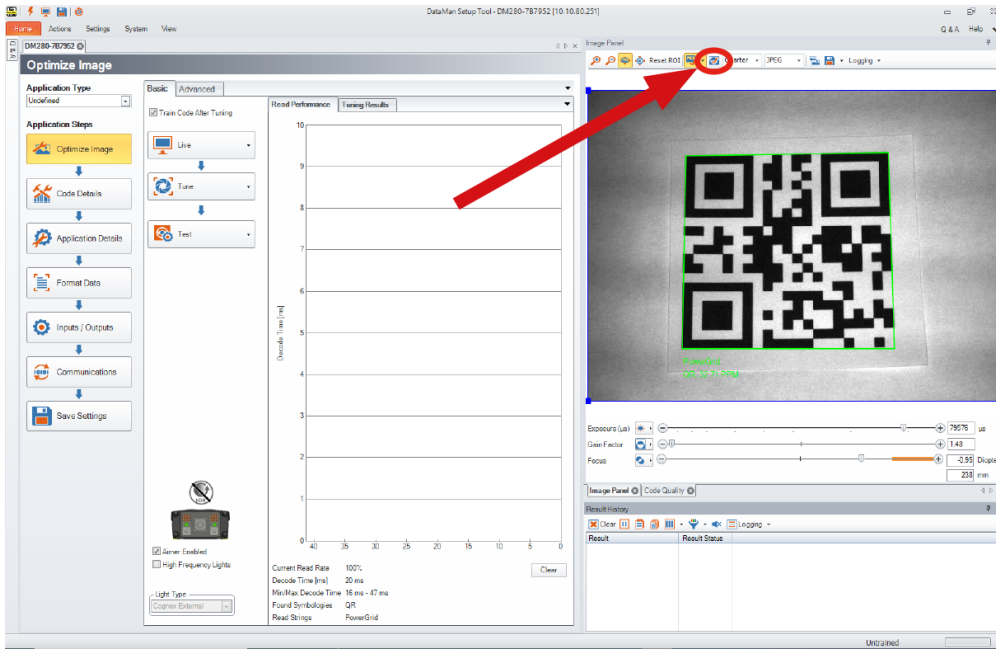 DataMan Setup Tool - DM280-7B7952 [10.10.80.251]
Home Actions Settings System View
Q & A Help
Q & A
DM280-7B7952
Image Panel
Optimize Image
Reset ROI
JPEG
Logging
Application Type
Undefined
Application Steps
Optimize Image
Code Details
Application Details
Format Data
Inputs / Outputs
Communications
Save Settings
Basic Advanced
Train Code After Tuning
Live
Tune
Test
Aimer Enabled
High Frequency Lights
Light Type
Cognex External
Read Performance Tuning Results
10
9
8
7
6
5
3
2
1
0
Decode Time [ms]
40 35 30 25 20 15 10 5 0
Current Read Rate 100%
Decode Time [ms] 20 ms
Min/Max Decode Time 16 ms - 47 ms
Found Symbologies QR
Read Strings PowerGrid
Clear
PowerGrid
Exposure (µs) 79976 us
Gain Factor 1.48
Focus -0.95 Diopte
238 mm
Image Panel Code Quality
Result History
Clear Logging
Result Result Status
Untrained